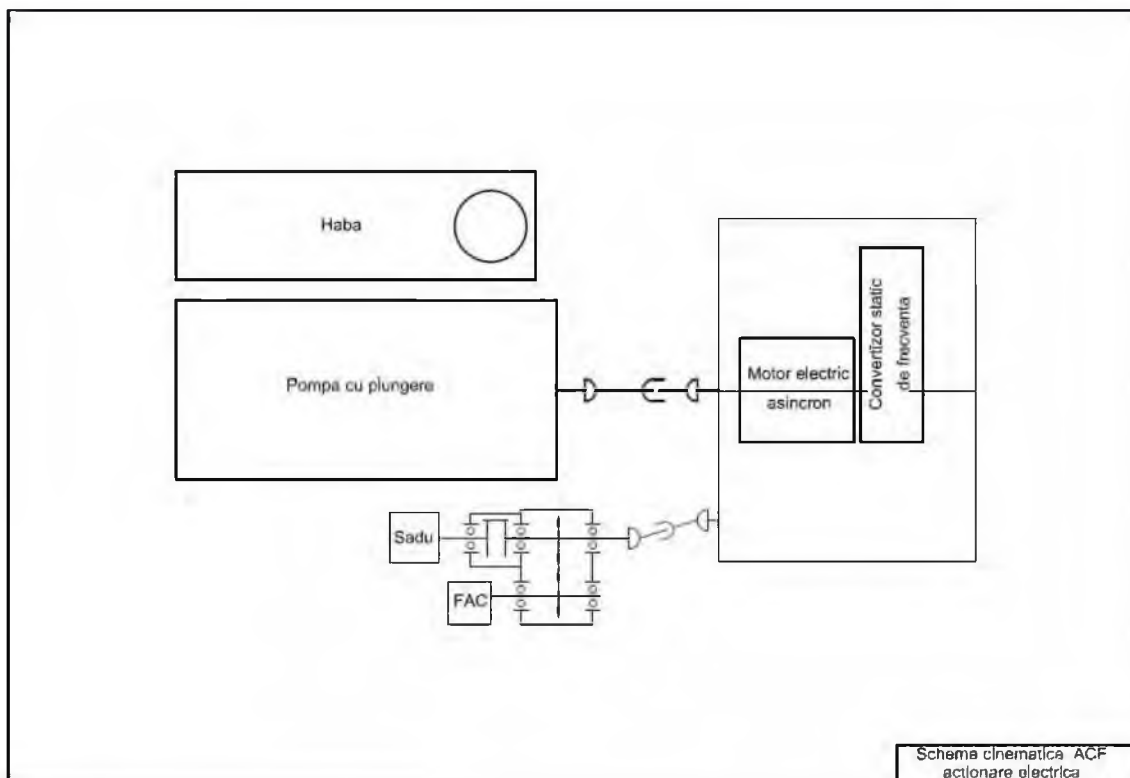 Haba
Pompa cu plungere
Motor electric
asincron
Convertizor static
de frecventa
Sadu
FAC
Schema cinematica ACF
actionare electrica